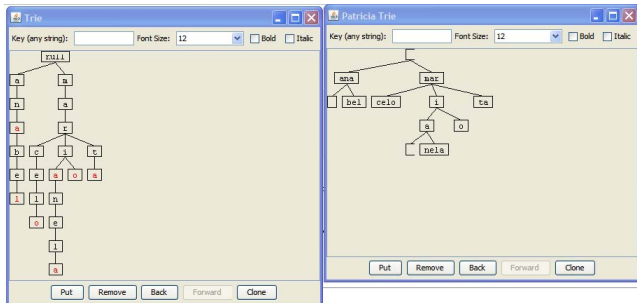 Trie
Key (any string): Font Size: 12 Bold Italic
null
a m
n a
a r
b c i t
e e a o a
l l n
o e
l
a
Put Remove Back Forward Clone
Patricia Trie
Key (any string): Font Size: 12 Bold Italic
ana mar
bel celo i ta
a o
nela
Put Remove Back Forward Clone